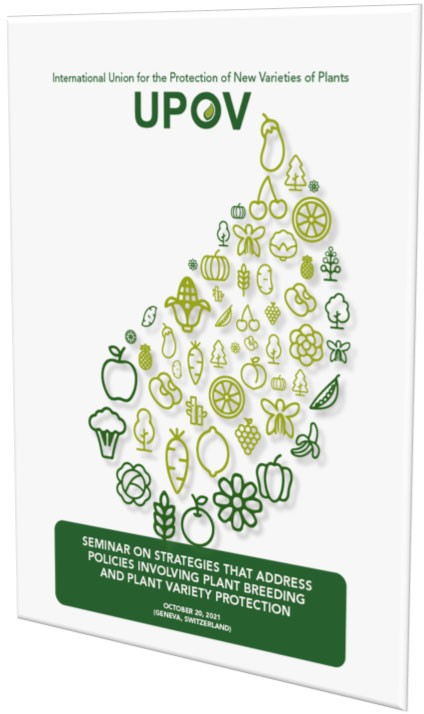 International Union for the Protection of New Varieties of Plants
UPOV
SEMINAR ON STRATEGIES THAT ADDRESS
POLICIES INVOLVING PLANT BREEDING
AND PLANT VARIETY PROTECTION
OCTOBER 20, 2021
(GENEVA, SWITZERLAND)